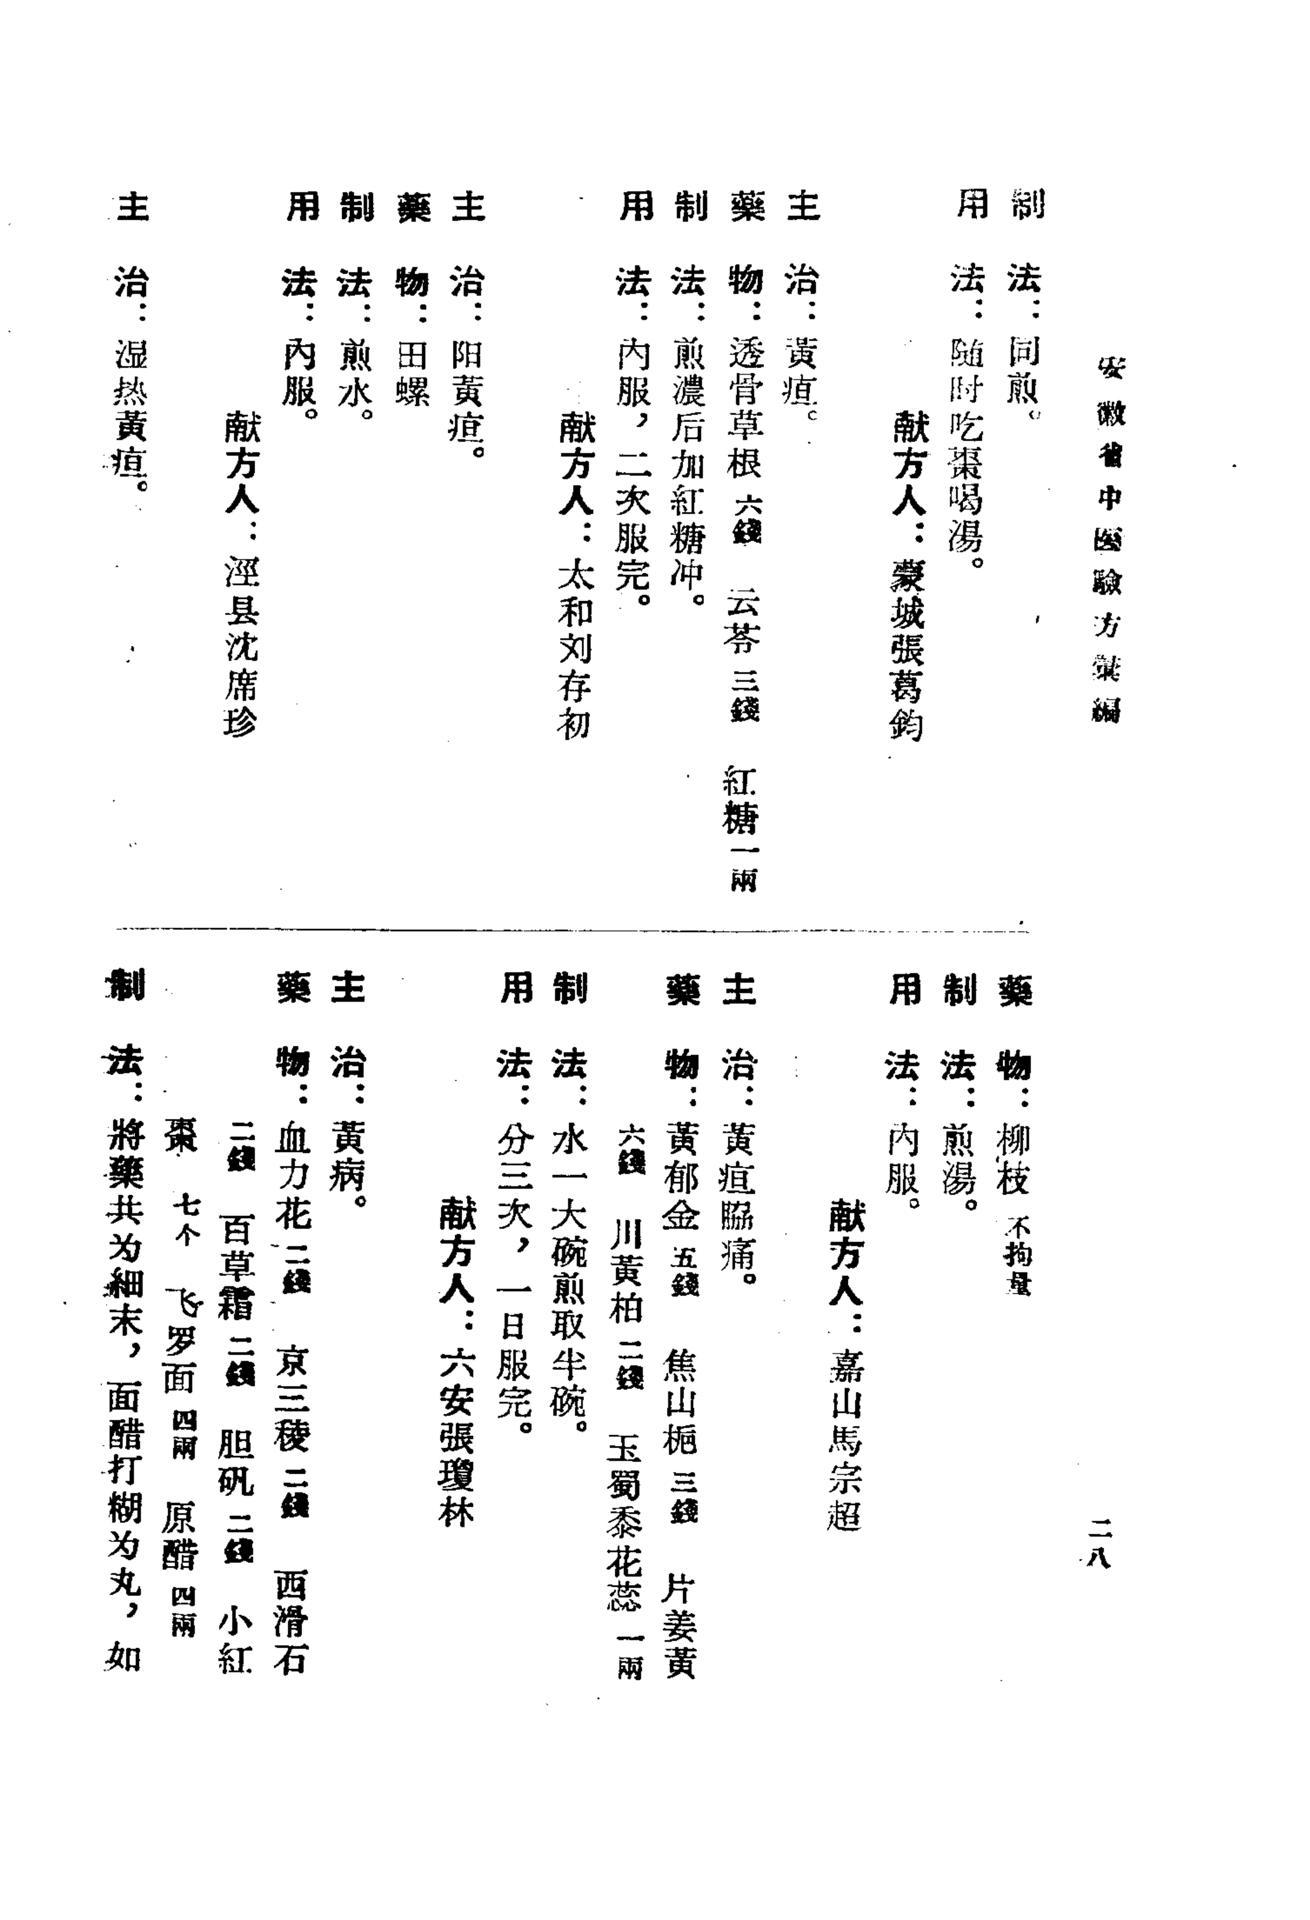 安徽省中医驗方彙編
二八
制　法：同煎。
用　法：随时吃棗喝湯。
献方人：蒙城張葛鈞
主　治：黃疸。
藥　物：透骨草根六錢　云苓三錢　紅糖一兩
制　法：煎濃后加紅糖冲。
用　法：內服，二次服完。
献方人：太和刘存初
主　治：阳黃疸。
藥　物：田螺
制　法：煎水。
用　法：內服。
献方人：涇县沈席珍
主　治：湿热黃疸。
藥　物：柳枝不拘量
制　法：煎湯。
用　法：內服。
献方人：嘉山馬宗超
主　治：黃疸脇痛。
藥　物：黃郁金五錢　焦山梔三錢　片姜黃
六錢　川黃柏二錢　玉蜀黍花蕊一兩
制　法：水一大碗煎取半碗。
用　法：分三次，一日服完。
献方人：六安張瓊林
主　治：黃病。
藥　物：血力花二錢　京三稜二錢　西滑石
二錢　百草霜二錢　胆矾二錢　小紅
棗　七个　飞罗面四兩　原醋四兩
制　法：將藥共为細末，面醋打糊为丸，如